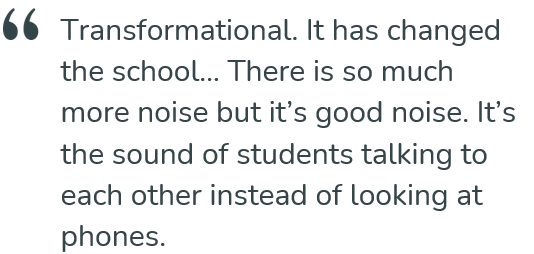 “ Transformational. It has changed
the school... There is so much
more noise but it’s good noise. It’s
the sound of students talking to
each other instead of looking at
phones.